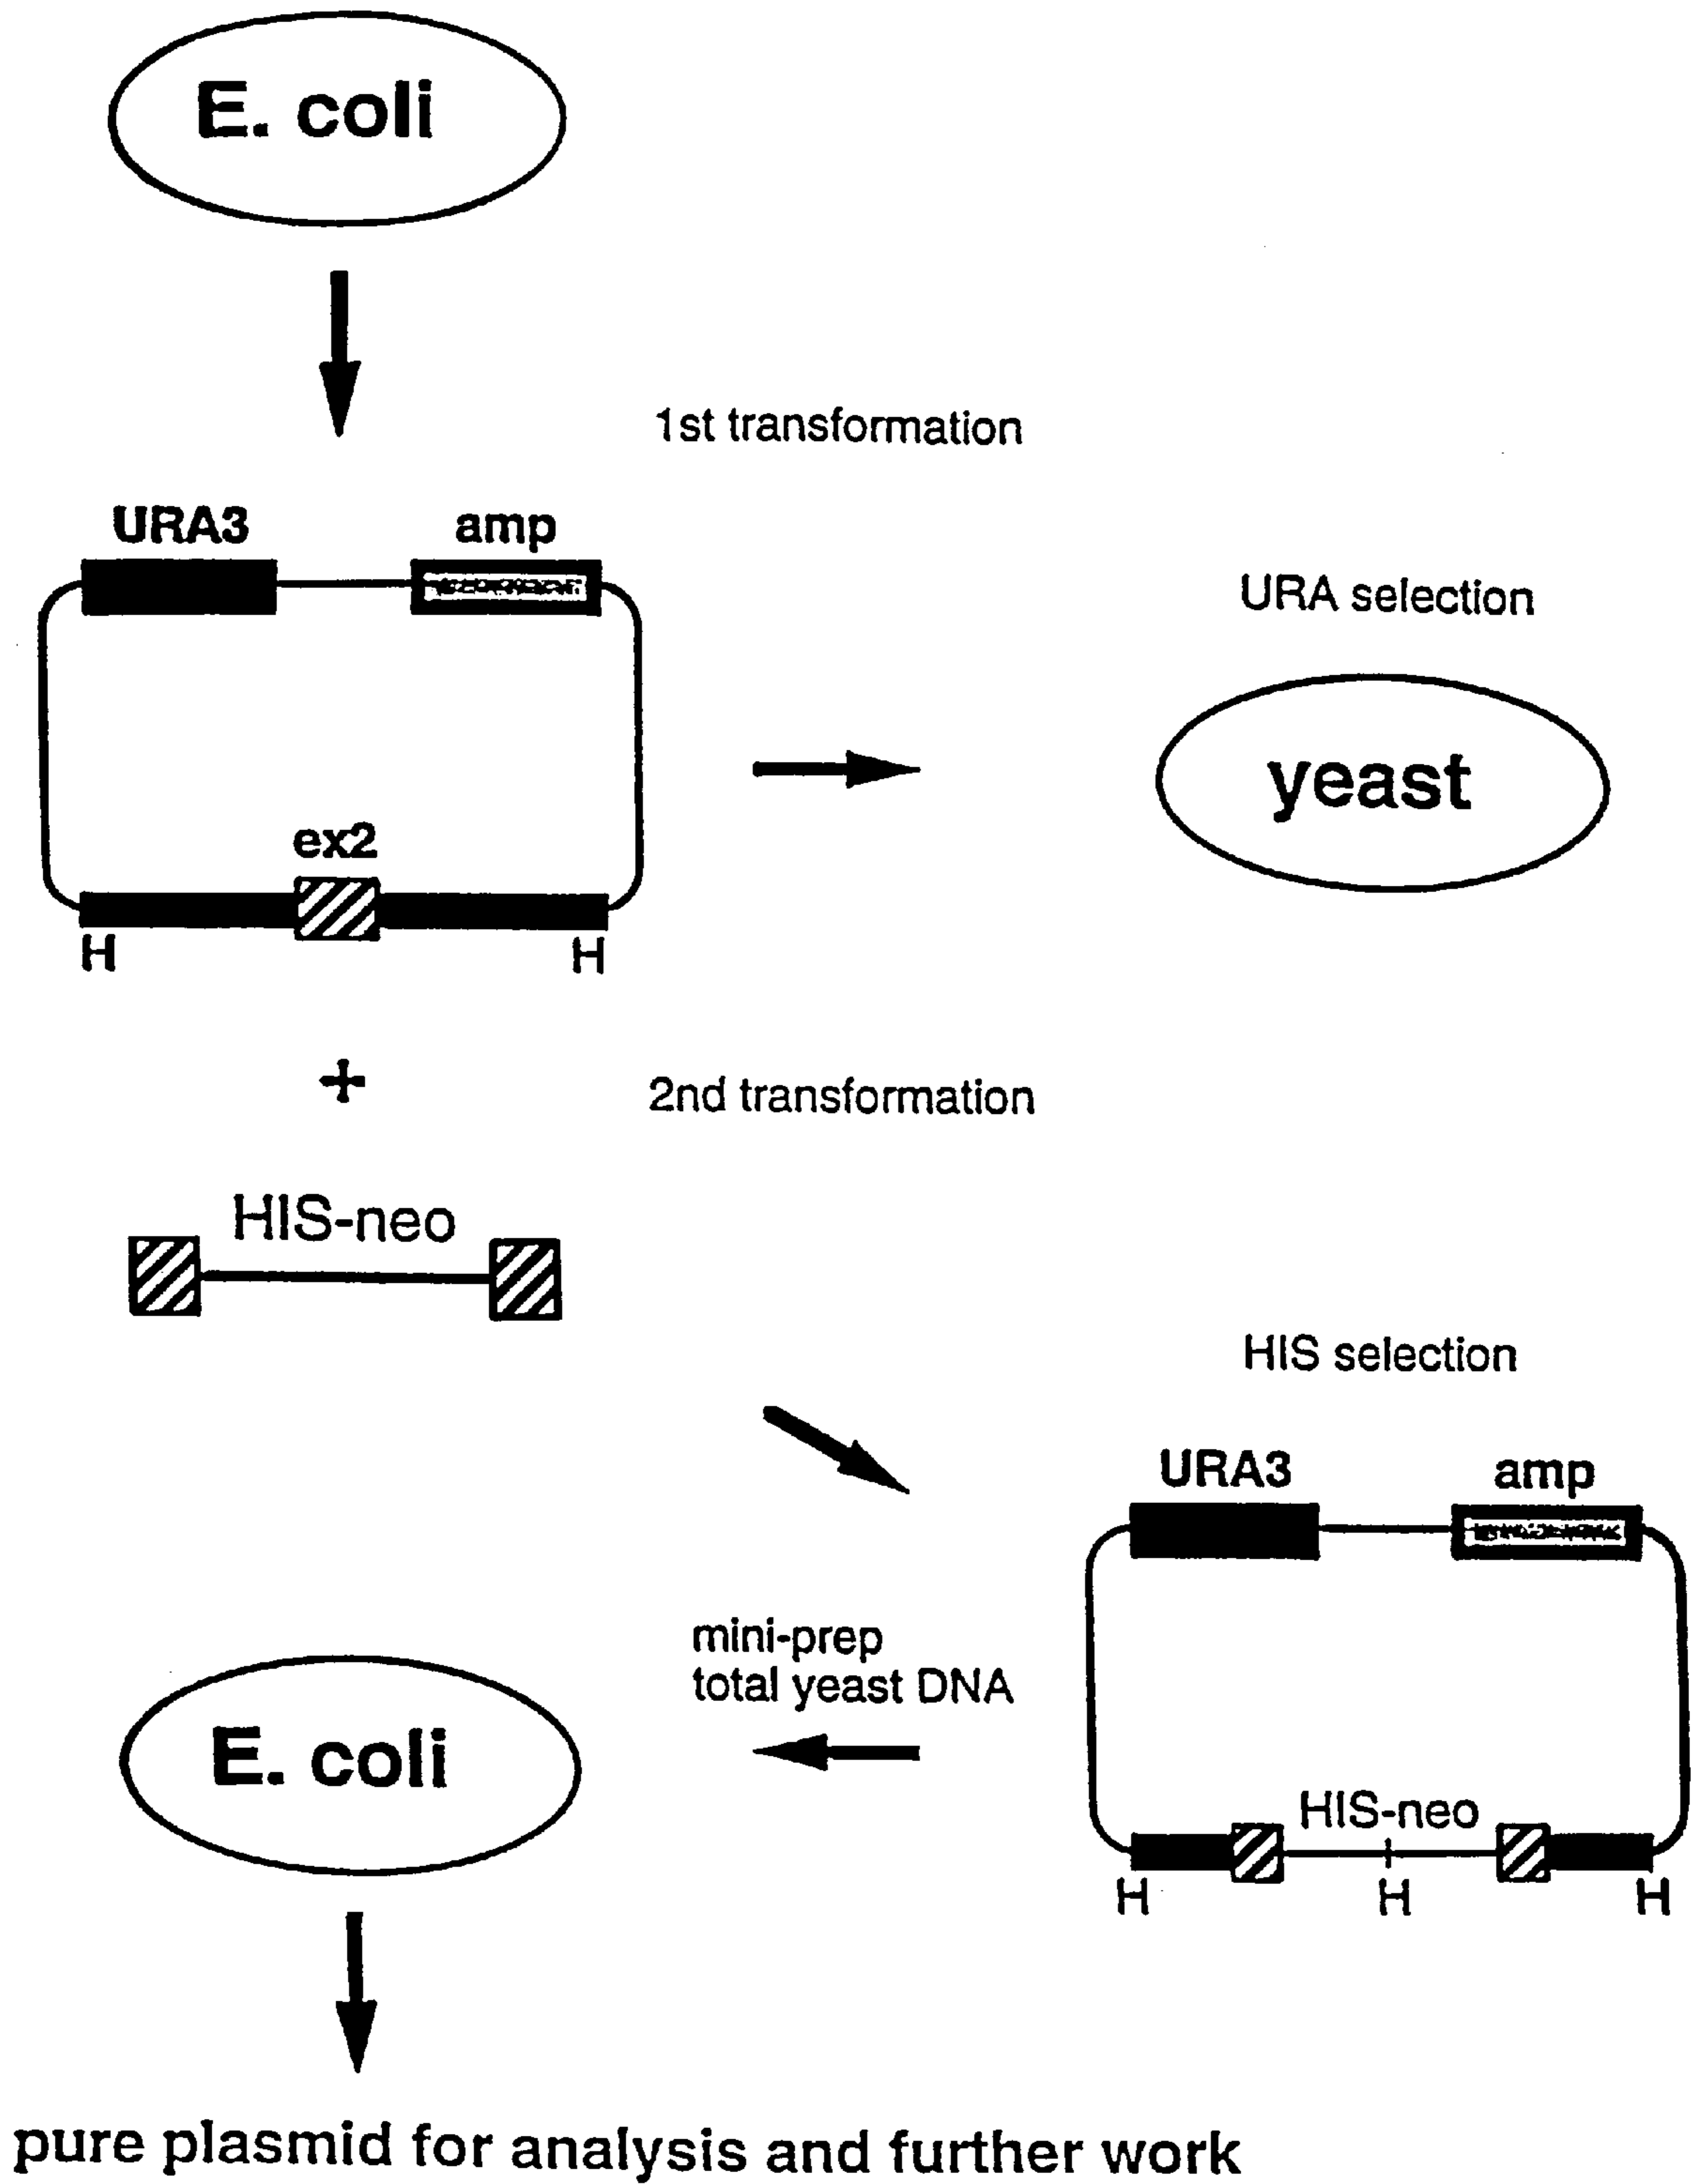 E. coli
1st transformation
URA3
amp
URA selection
yeast
ex2
H
H
+
2nd transformation
HIS-neo
HIS selection
URA3
amp
mini-prep
total yeast DNA
E. coli
HIS-neo
H
H
H
pure plasmid for analysis and further work